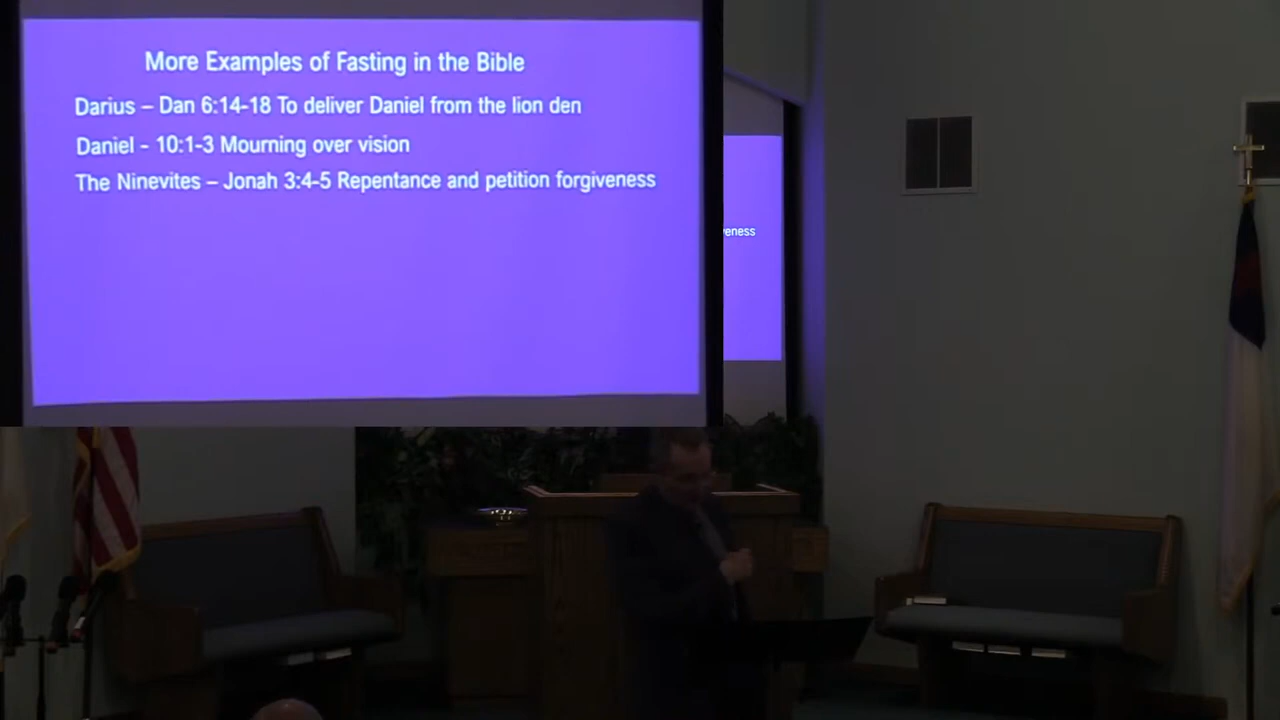 More Examples of Fasting in the Bible
Darius – Dan 6:14-18 To deliver Daniel from the lion den
Daniel - 10:1-3 Mourning over vision
The Ninevites – Jonah 3:4-5 Repentance and petition forgiveness
veness